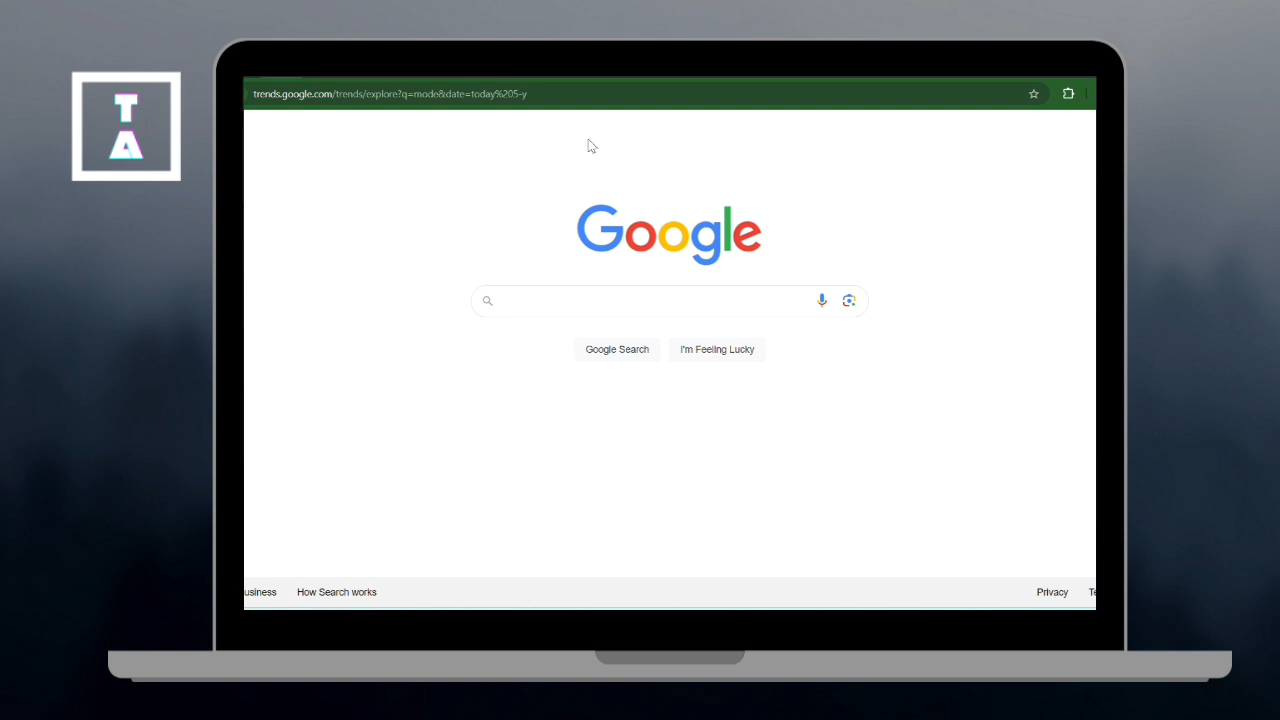 T
A
trends.google.com/trends/explore?q=mode&date=today%205-y
Google
Google Search
I'm Feeling Lucky
usiness
How Search works
Privacy
Te